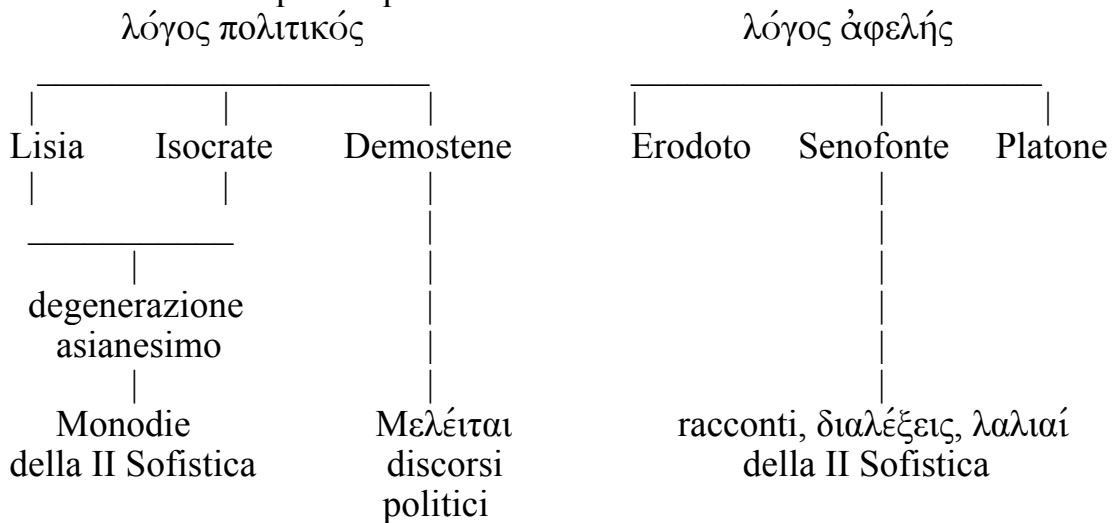 λόγος πολιτικός λόγος ἀφελής
Lisia Isocrate Demostene Erodoto Senofonte Platone
degenerazione
asianesimo
Monodie Μελέιται racconti, διαλέξεις, λαλιαί
della II Sofistica discorsi della II Sofistica
politici